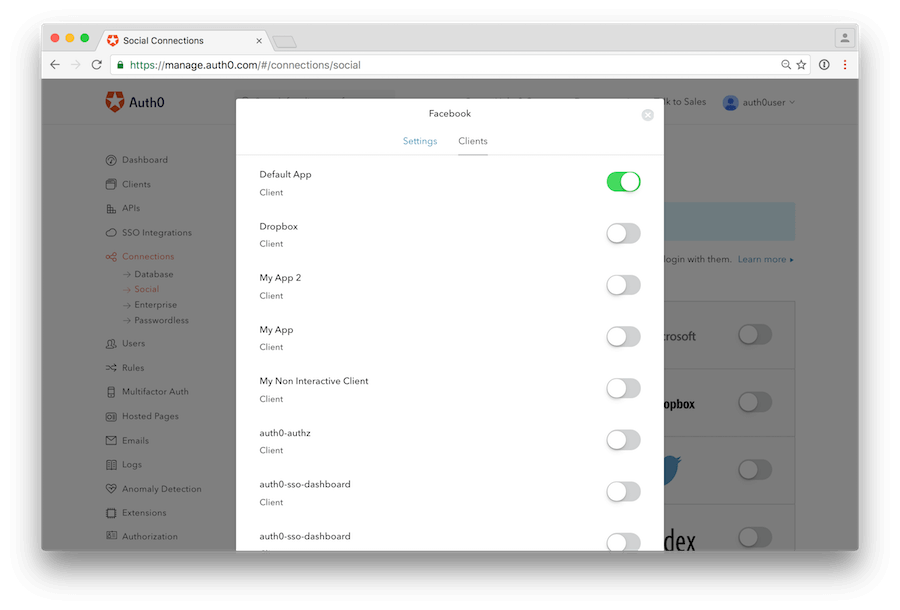 Social Connections
https://manage.auth0.com/#/connections/social
Auth0
lk to Sales
auth0user
Facebook
Settings
Clients
Dashboard
Clients
APIs
SSO Integrations
Connections
Database
Social
Enterprise
Passwordless
Users
Rules
Multifactor Auth
Hosted Pages
Emails
Logs
Anomaly Detection
Extensions
Authorization
Default App
Client
Dropbox
Client
My App 2
Client
My App
Client
My Non Interactive Client
Client
auth0-authz
Client
auth0-sso-dashboard
Client
auth0-sso-dashboard
login with them. Learn more
crosoft
opbox
dex